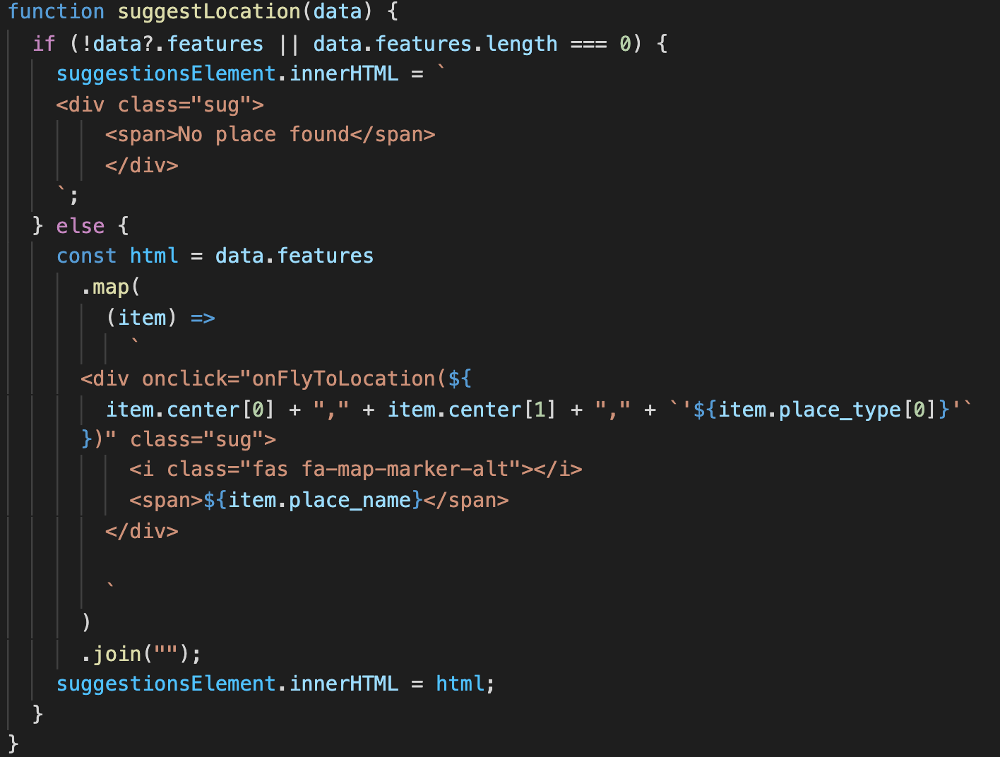 function suggestLocation(data) {
  if (!data?.features || data.features.length === 0) {
    suggestionsElement.innerHTML = `
    <div class="sug">
        <span>No place found</span>
        </div>
    `;
  } else {
    const html = data.features
      .map(
        (item) =>
          `
      <div onclick="onFlyToLocation(${
        item.center[0] + "," + item.center[1] + "," + `'${item.place_type[0]}'`
      })" class="sug">
          <i class="fas fa-map-marker-alt"></i>
          <span>${item.place_name}</span>
        </div>

        `
      )
      .join("");
    suggestionsElement.innerHTML = html;
  }
}